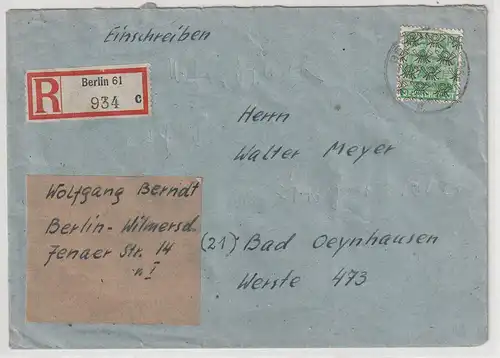 Einschreiben
R
Berlin 61
934 c
Herrn
Walter Meyer
(21) Bad Oeynhausen
Werste 473
Wolfgang Berndt
Berlin-Wilmersd.
Jenaer Str. 14
I